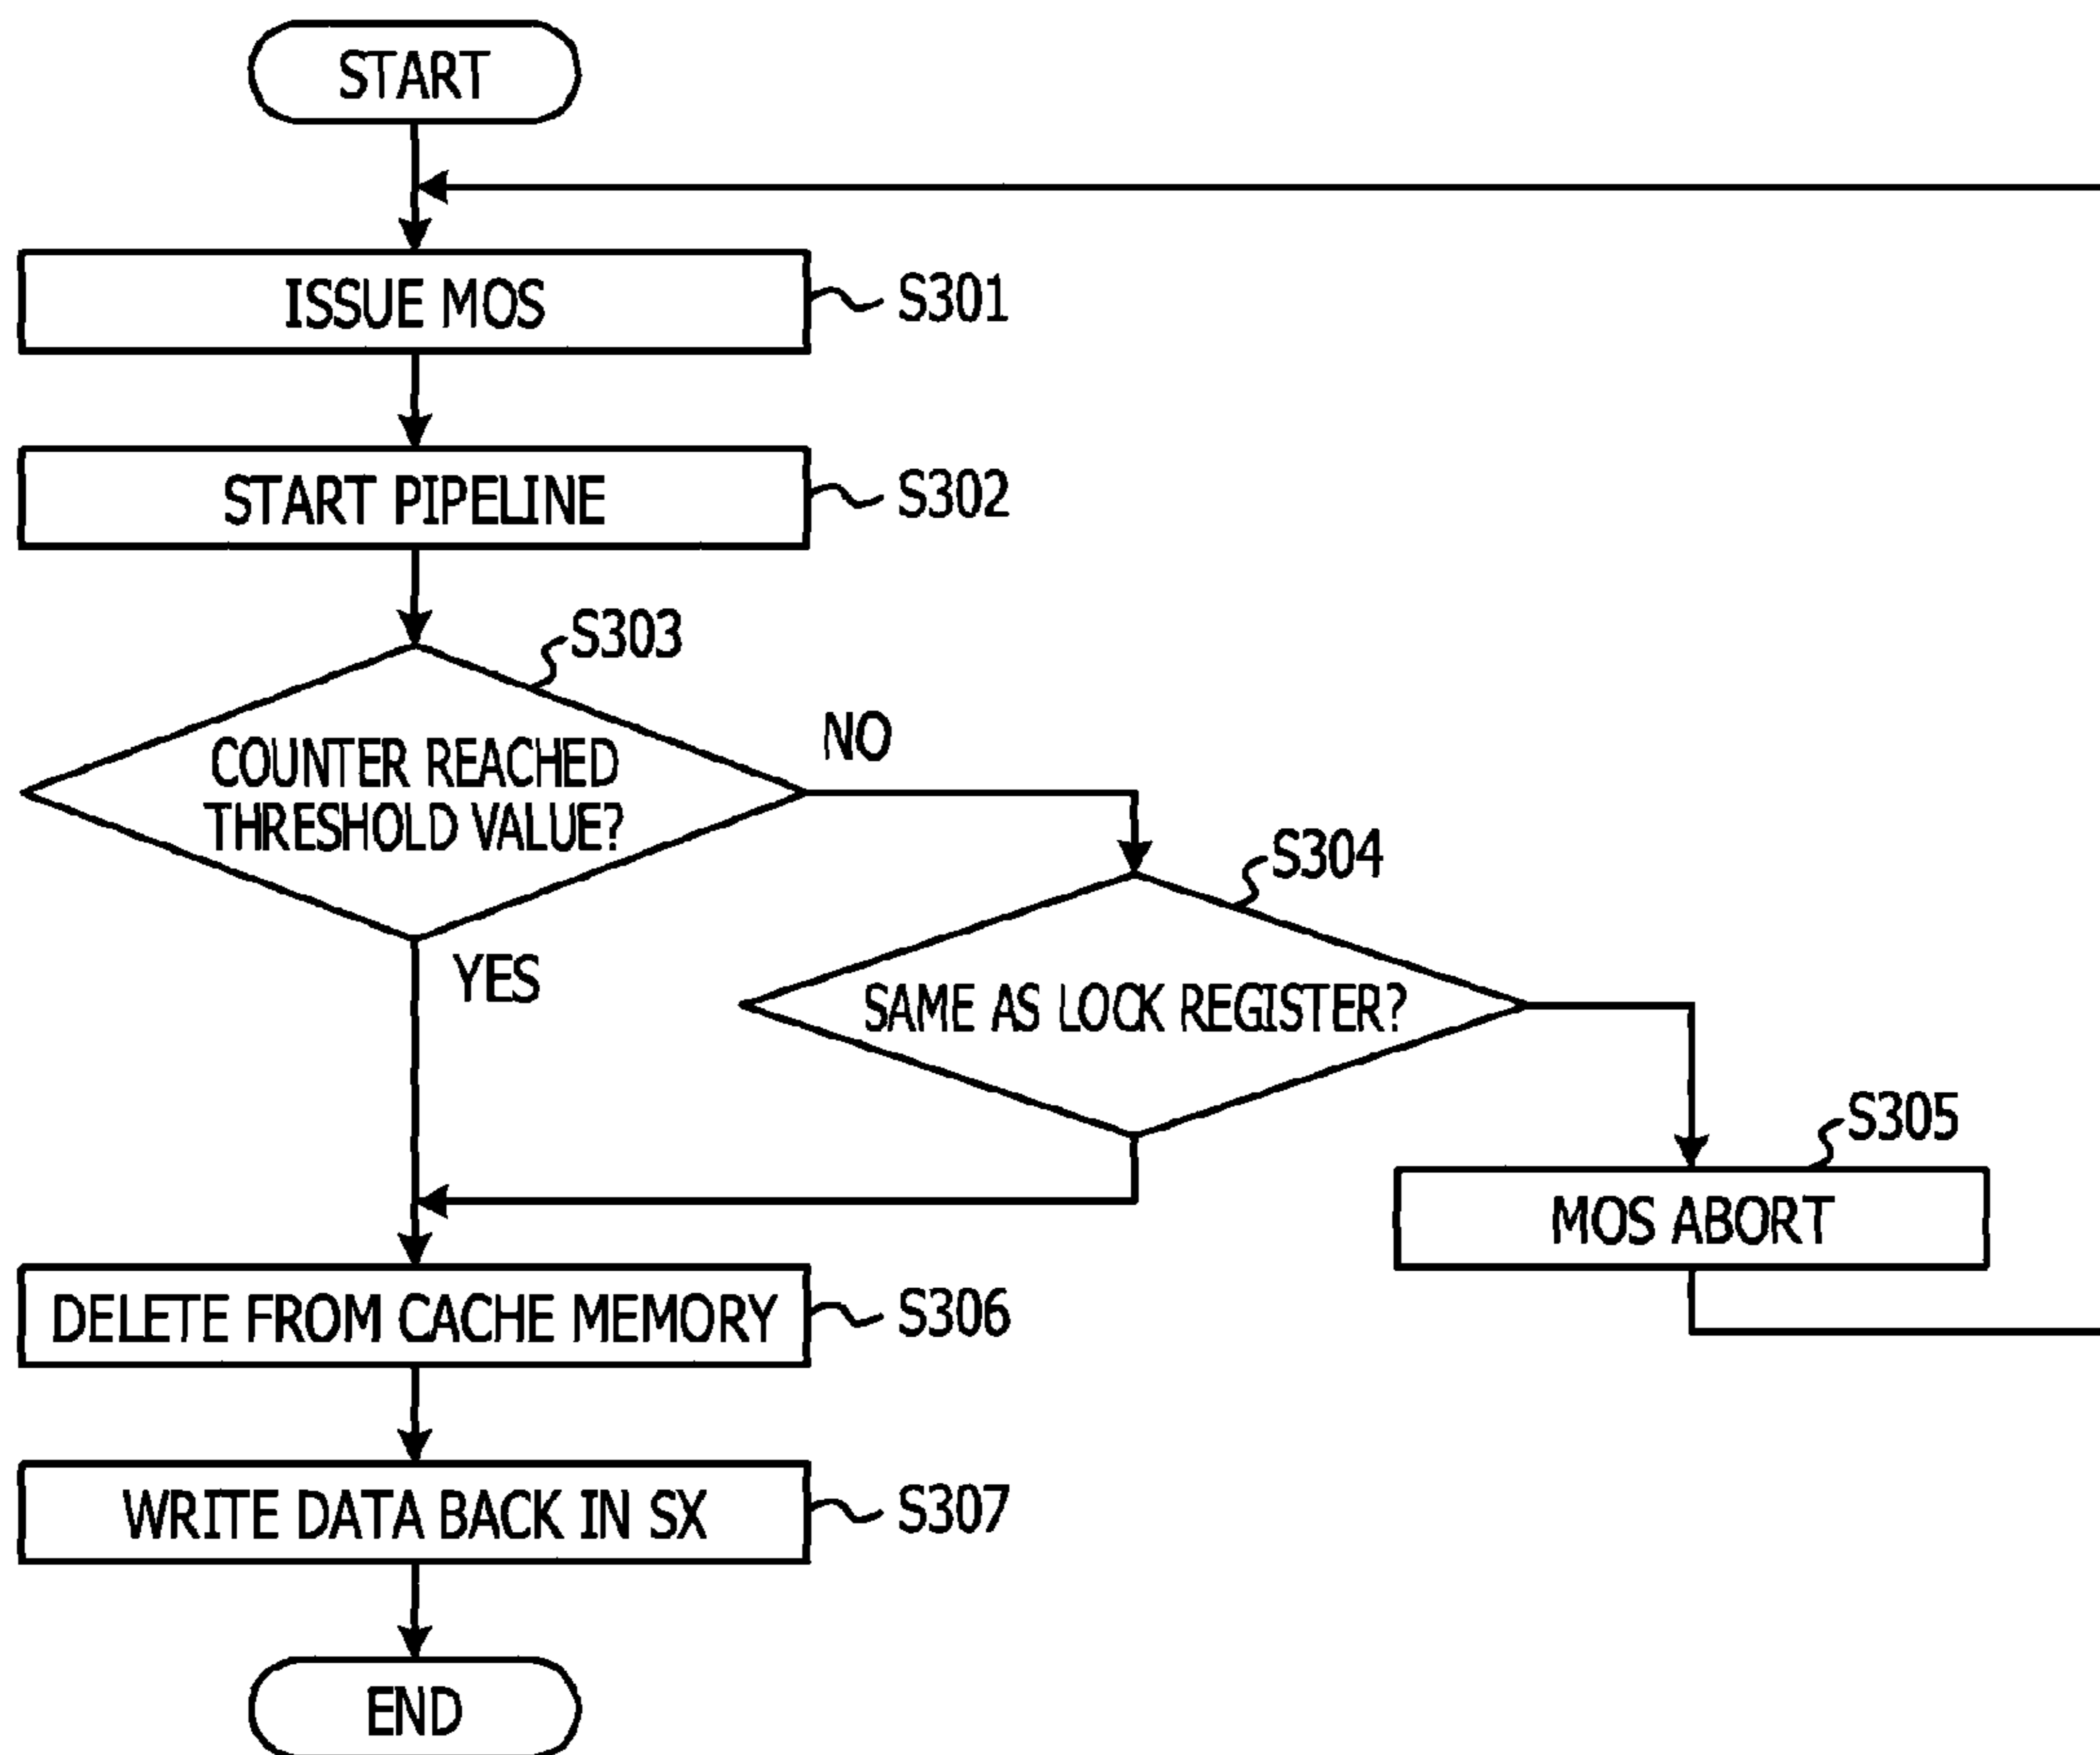 START
ISSUE MOS
S301
START PIPELINE
S302
S303
COUNTER REACHED
THRESHOLD VALUE?
NO
YES
S304
SAME AS LOCK REGISTER?
S305
MOS ABORT
DELETE FROM CACHE MEMORY
S306
WRITE DATA BACK IN SX
S307
END